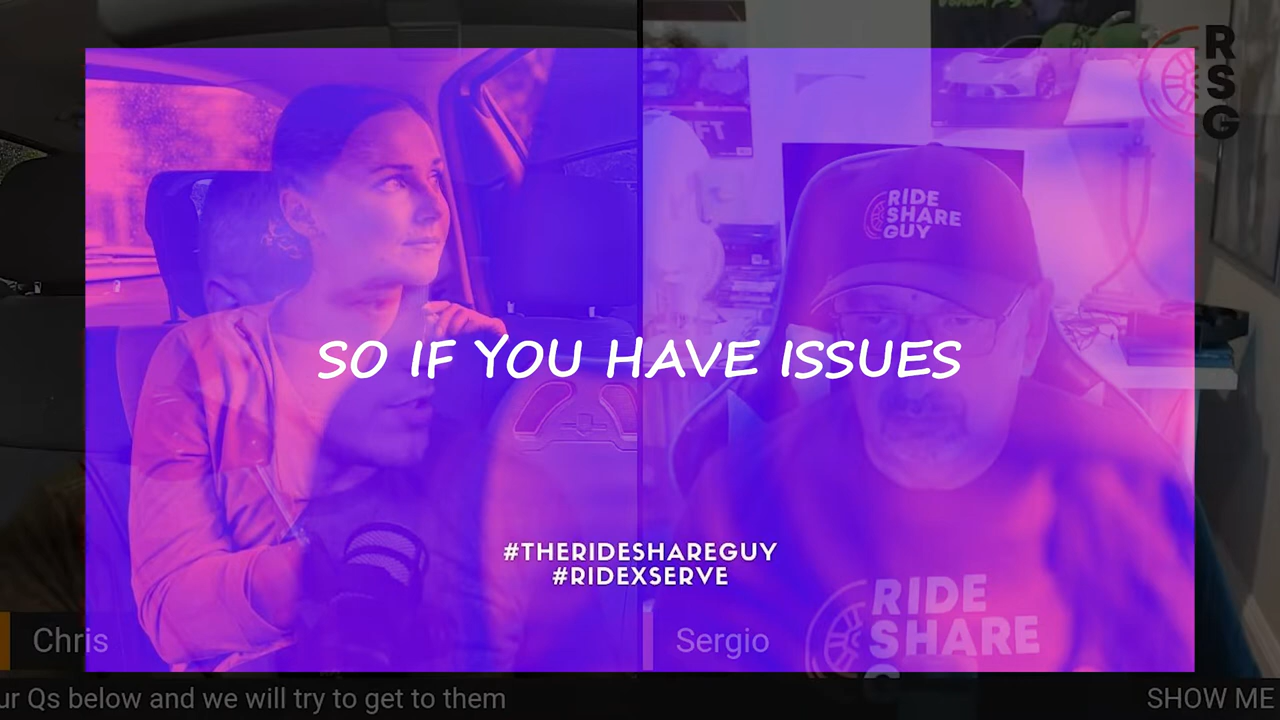 R
S
G
FT
RIDE
SHARE
GUY
SO IF YOU HAVE ISSUES
#THERIDESHAREGUY
#RIDEXSERVE
RIDE
SHARE
G
Chris
Sergio
ur Qs below and we will try to get to them
SHOW ME